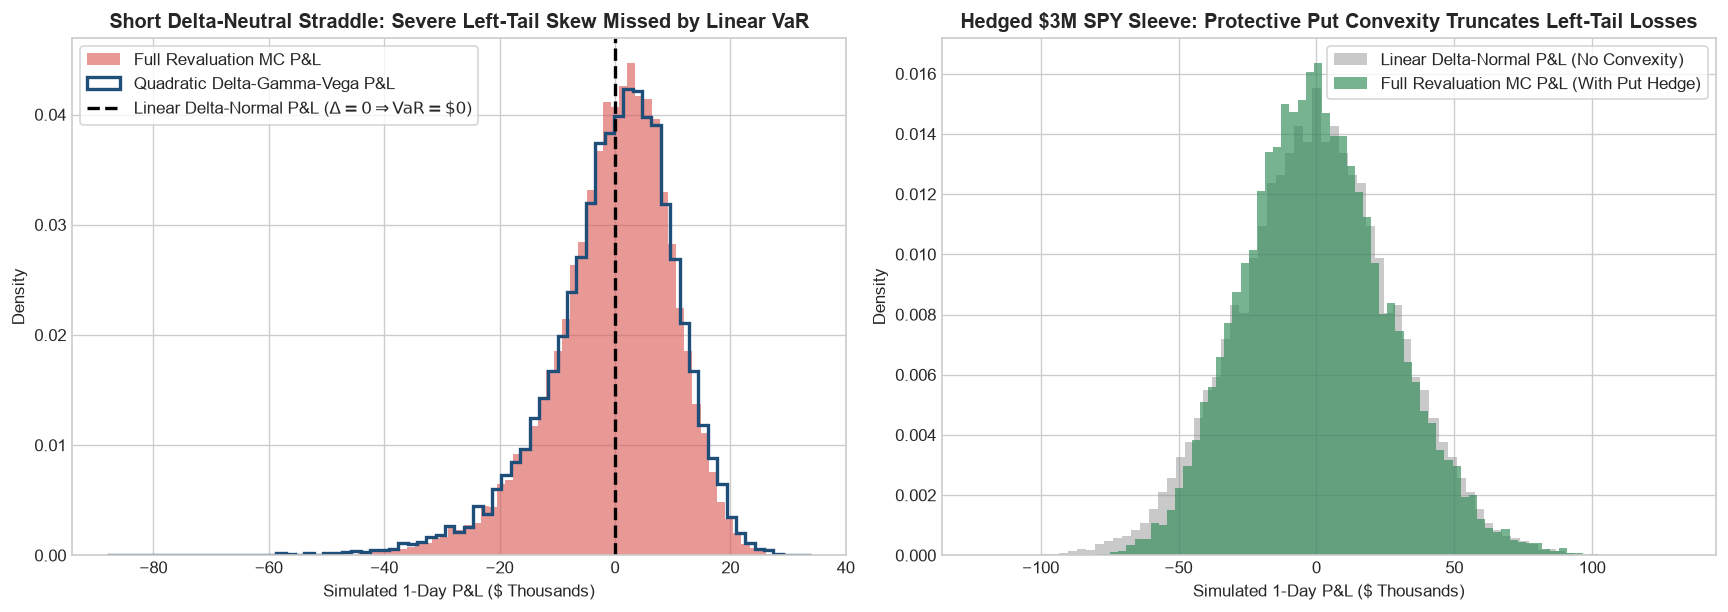 Short Delta-Neutral Straddle: Severe Left-Tail Skew Missed by Linear VaR
Full Revaluation MC P&L
Quadratic Delta-Gamma-Vega P&L
Linear Delta-Normal P&L (Δ = 0 ⇒ VaR = $0)
Density
0.04
0.03
0.02
0.01
0.00
−80
−60
−40
−20
0
20
40
Simulated 1-Day P&L ($ Thousands)
Hedged $3M SPY Sleeve: Protective Put Convexity Truncates Left-Tail Losses
Linear Delta-Normal P&L (No Convexity)
Full Revaluation MC P&L (With Put Hedge)
Density
0.016
0.014
0.012
0.010
0.008
0.006
0.004
0.002
0.000
−100
−50
0
50
100
Simulated 1-Day P&L ($ Thousands)